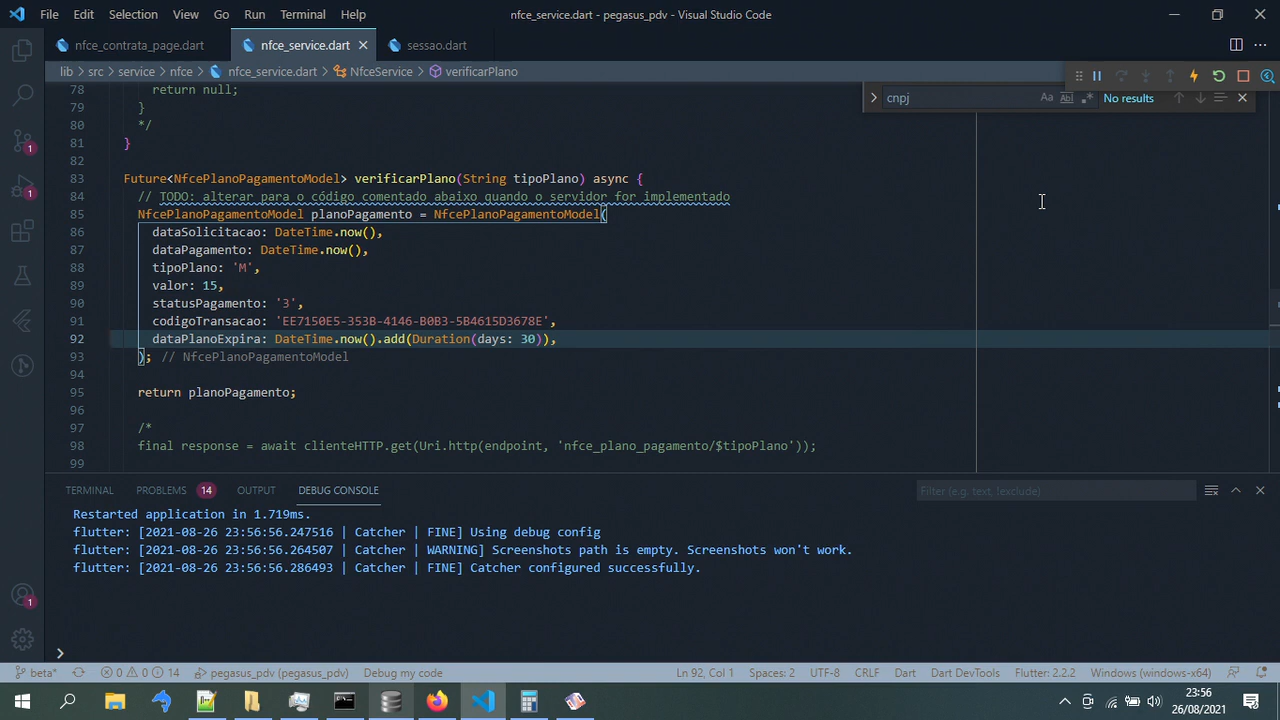 File Edit Selection View Go Run Terminal Help nfce_service.dart - pegasus_pdv - Visual Studio Code
nfce_contrata_page.dart nfce_service.dart sessao.dart
lib > src > service > nfce > nfce_service.dart > NfceService > verificarPlano
cnpj Aa Ab No results
78 return null;
79 }
80 */
81 }
82
83 Future<NfcePlanoPagamentoModel> verificarPlano(String tipoPlano) async {
84 // TODO: alterar para o código comentado abaixo quando o servidor for implementado
85 NfcePlanoPagamentoModel planoPagamento = NfcePlanoPagamentoModel(
86 dataSolicitacao: DateTime.now(),
87 dataPagamento: DateTime.now(),
88 tipoPlano: 'M',
89 valor: 15,
90 statusPagamento: '3',
91 codigoTransacao: 'EE7150E5-353B-4146-B0B3-5B4615D3678E',
92 dataPlanoExpira: DateTime.now().add(Duration(days: 30)),
93 ); // NfcePlanoPagamentoModel
94
95 return planoPagamento;
96
97 /*
98 final response = await clienteHTTP.get(Uri.http(endpoint, 'nfce_plano_pagamento/$tipoPlano'));
99
1
1
1
TERMINAL PROBLEMS 14 OUTPUT DEBUG CONSOLE Filter (e.g. text, !exclude)
Restarted application in 1.719ms.
flutter: [2021-08-26 23:56:56.247516 | Catcher | FINE] Using debug config
flutter: [2021-08-26 23:56:56.264507 | Catcher | WARNING] Screenshots path is empty. Screenshots won't work.
flutter: [2021-08-26 23:56:56.286493 | Catcher | FINE] Catcher configured successfully.
beta* 0 0 14 pegasus_pdv (pegasus_pdv) Debug my code Ln 92, Col 1 Spaces: 2 UTF-8 CRLF Dart Dart DevTools Flutter: 2.2.2 Windows (windows-x64)
23:56
26/08/2021